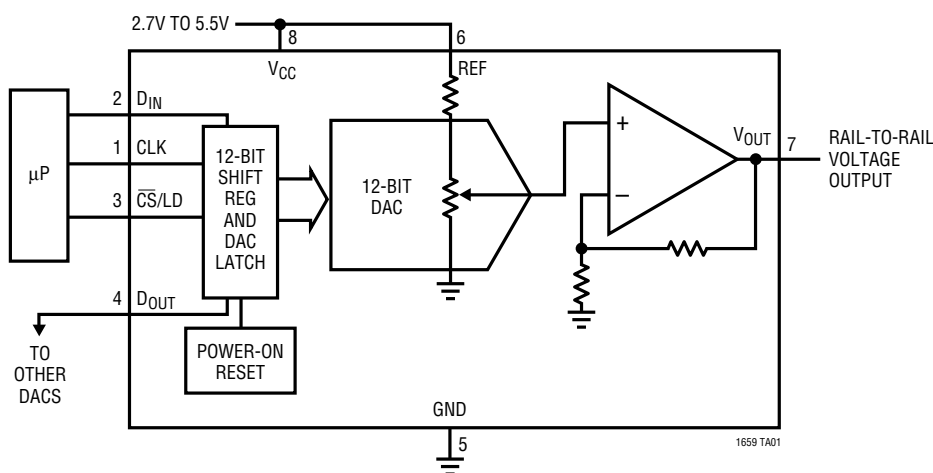 2.7V TO 5.5V
8
6
VCC
REF
2
DIN
1
CLK
3
CS/LD
µP
12-BIT
SHIFT
REG
AND
DAC
LATCH
12-BIT
DAC
+
–
VOUT
7
RAIL-TO-RAIL
VOLTAGE
OUTPUT
4
DOUT
TO
OTHER
DACS
POWER-ON
RESET
GND
5
1659 TA01